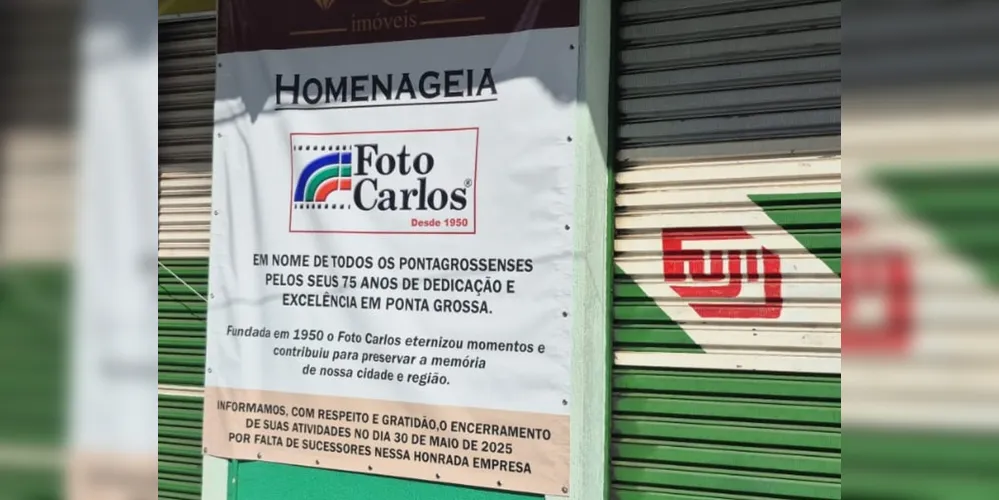 imóveis
HOMENAGEIA
Foto
Carlos®
Desde 1950
EM NOME DE TODOS OS PONTAGROSSENSES
PELOS SEUS 75 ANOS DE DEDICAÇÃO E
EXCELÊNCIA EM PONTA GROSSA.
Fundada em 1950 o Foto Carlos eternizou momentos e
contribuiu para preservar a memória
de nossa cidade e região.
INFORMAMOS, COM RESPEITO E GRATIDÃO,O ENCERRAMENTO
DE SUAS ATIVIDADES NO DIA 30 DE MAIO DE 2025
POR FALTA DE SUCESSORES NESSA HONRADA EMPRESA
FUJI